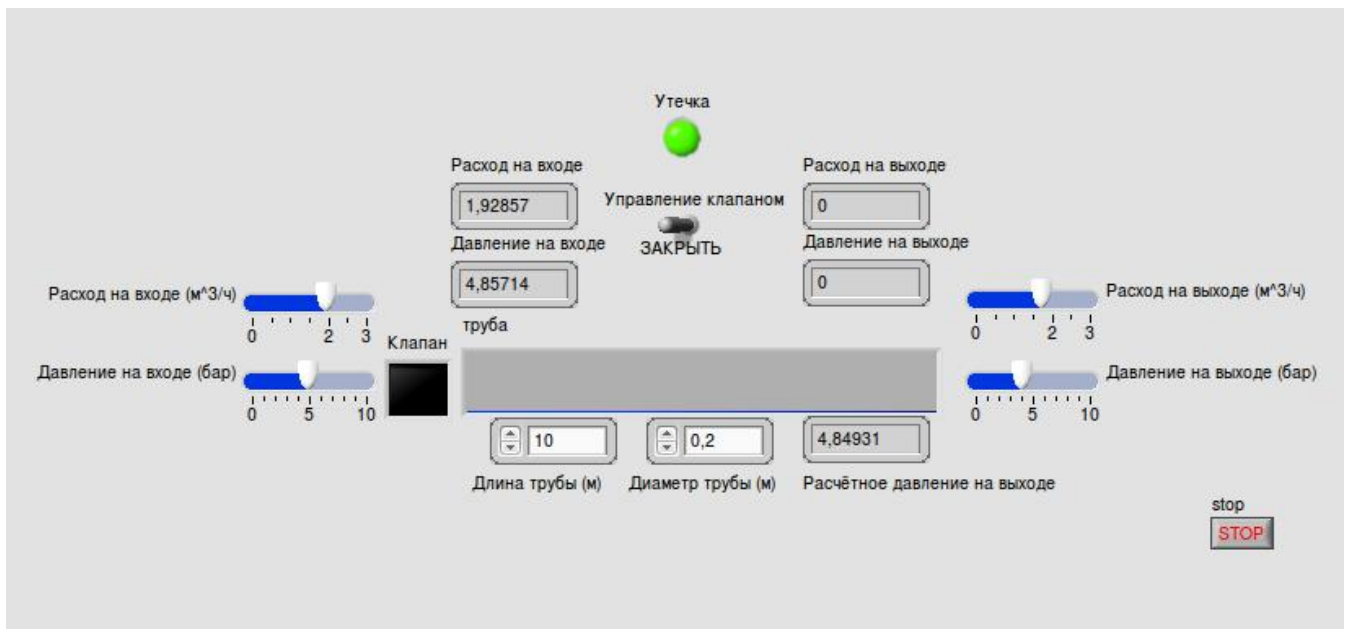 Утечка
Расход на входе
1,92857
Управление клапаном
ЗАКРЫТЬ
Расход на выходе
0
Давление на входе
4,85714
Давление на выходе
0
Расход на входе (м^3/ч)
0 2 3
Давление на входе (бар)
0 5 10
Клапан
труба
Расход на выходе (м^3/ч)
0 2 3
Давление на выходе (бар)
0 5 10
10
Длина трубы (м)
0,2
Диаметр трубы (м)
4,84931
Расчётное давление на выходе
stop
STOP